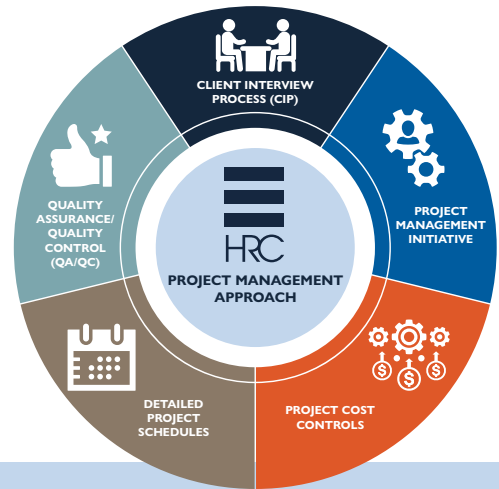 CLIENT INTERVIEW
PROCESS (CIP)
PROJECT
MANAGEMENT
INITIATIVE
PROJECT COST
CONTROLS
$
$
$
DETAILED
PROJECT
SCHEDULES
QUALITY
ASSURANCE/
QUALITY
CONTROL
(QA/QC)
HRC
PROJECT MANAGEMENT
APPROACH